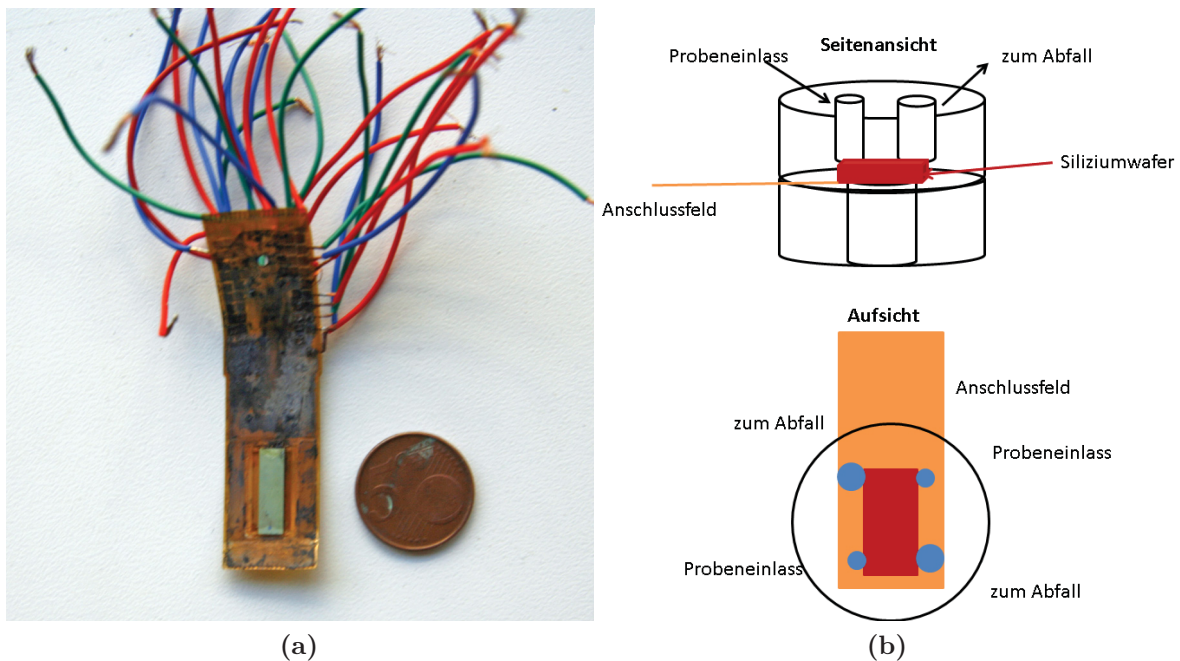 Seitenansicht
Probeneinlass
zum Abfall
Siliziumwafer
Anschlussfeld
Aufsicht
Anschlussfeld
zum Abfall
Probeneinlass
Probeneinlass
zum Abfall
(a)
(b)